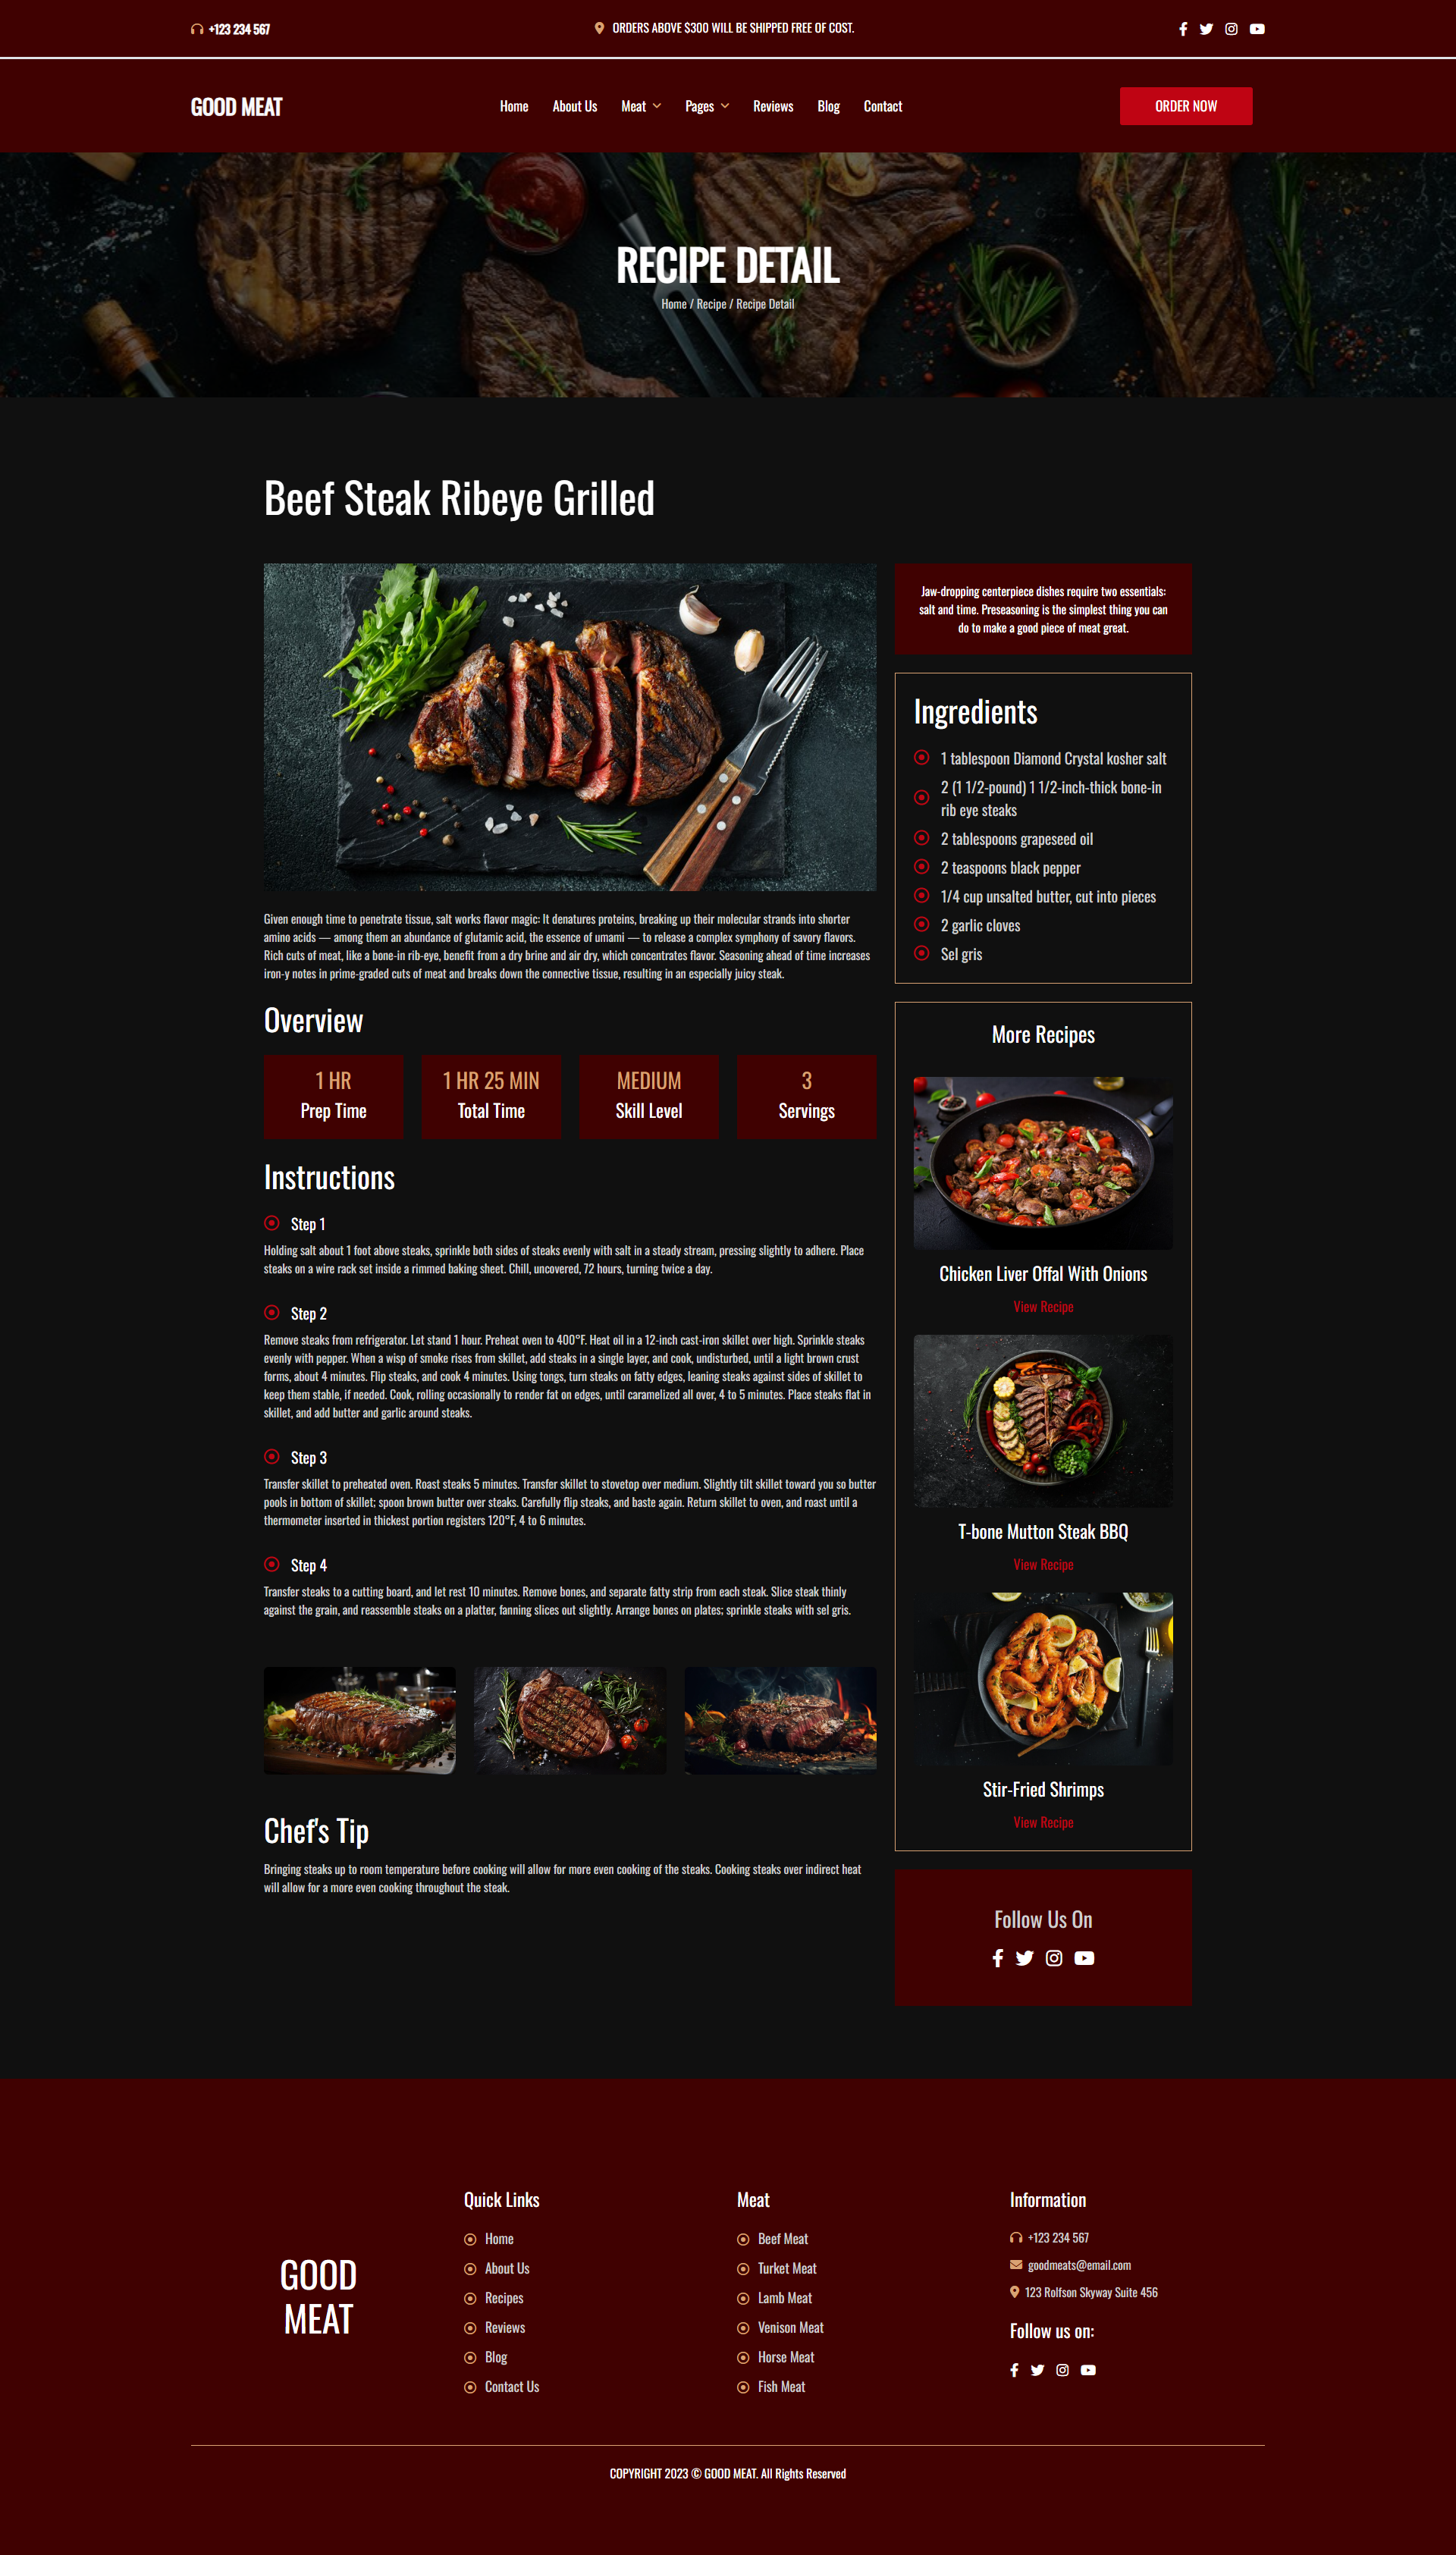 +123 234 567
ORDERS ABOVE $300 WILL BE SHIPPED FREE OF COST.
GOOD MEAT
Home
About Us
Meat
Pages
Reviews
Blog
Contact
ORDER NOW
RECIPE DETAIL
Home / Recipe / Recipe Detail
Beef Steak Ribeye Grilled
Given enough time to penetrate tissue, salt works flavor magic: It denatures proteins, breaking up their molecular strands into shorter
amino acids — among them an abundance of glutamic acid, the essence of umami — to release a complex symphony of savory flavors.
Rich cuts of meat, like a bone-in rib-eye, benefit from a dry brine and air dry, which concentrates flavor. Seasoning ahead of time increases
iron-y notes in prime-graded cuts of meat and breaks down the connective tissue, resulting in an especially juicy steak.
Overview
1 HR
Prep Time
1 HR 25 MIN
Total Time
MEDIUM
Skill Level
3
Servings
Instructions
Step 1
Holding salt about 1 foot above steaks, sprinkle both sides of steaks evenly with salt in a steady stream, pressing slightly to adhere. Place
steaks on a wire rack set inside a rimmed baking sheet. Chill, uncovered, 72 hours, turning twice a day.
Step 2
Remove steaks from refrigerator. Let stand 1 hour. Preheat oven to 400°F. Heat oil in a 12-inch cast-iron skillet over high. Sprinkle steaks
evenly with pepper. When a wisp of smoke rises from skillet, add steaks in a single layer, and cook, undisturbed, until a light brown crust
forms, about 4 minutes. Flip steaks, and cook 4 minutes. Using tongs, turn steaks on fatty edges, leaning steaks against sides of skillet to
keep them stable, if needed. Cook, rolling occasionally to render fat on edges, until caramelized all over, 4 to 5 minutes. Place steaks flat in
skillet, and add butter and garlic around steaks.
Step 3
Transfer skillet to preheated oven. Roast steaks 5 minutes. Transfer skillet to stovetop over medium. Slightly tilt skillet toward you so butter
pools in bottom of skillet; spoon brown butter over steaks. Carefully flip steaks, and baste again. Return skillet to oven, and roast until a
thermometer inserted in thickest portion registers 120°F, 4 to 6 minutes.
Step 4
Transfer steaks to a cutting board, and let rest 10 minutes. Remove bones, and separate fatty strip from each steak. Slice steak thinly
against the grain, and reassemble steaks on a platter, fanning slices out slightly. Arrange bones on plates; sprinkle steaks with sel gris.
Chef's Tip
Bringing steaks up to room temperature before cooking will allow for more even cooking of the steaks. Cooking steaks over indirect heat
will allow for a more even cooking throughout the steak.
Jaw-dropping centerpiece dishes require two essentials:
salt and time. Preseasoning is the simplest thing you can
do to make a good piece of meat great.
Ingredients
1 tablespoon Diamond Crystal kosher salt
2 (1 1/2-pound) 1 1/2-inch-thick bone-in
rib eye steaks
2 tablespoons grapeseed oil
2 teaspoons black pepper
1/4 cup unsalted butter, cut into pieces
2 garlic cloves
Sel gris
More Recipes
Chicken Liver Offal With Onions
View Recipe
T-bone Mutton Steak BBQ
View Recipe
Stir-Fried Shrimps
View Recipe
Follow Us On
GOOD
MEAT
Quick Links
Home
About Us
Recipes
Reviews
Blog
Contact Us
Meat
Beef Meat
Turket Meat
Lamb Meat
Venison Meat
Horse Meat
Fish Meat
Information
+123 234 567
goodmeats@email.com
123 Rolfson Skyway Suite 456
Follow us on:
COPYRIGHT 2023 © GOOD MEAT. All Rights Reserved